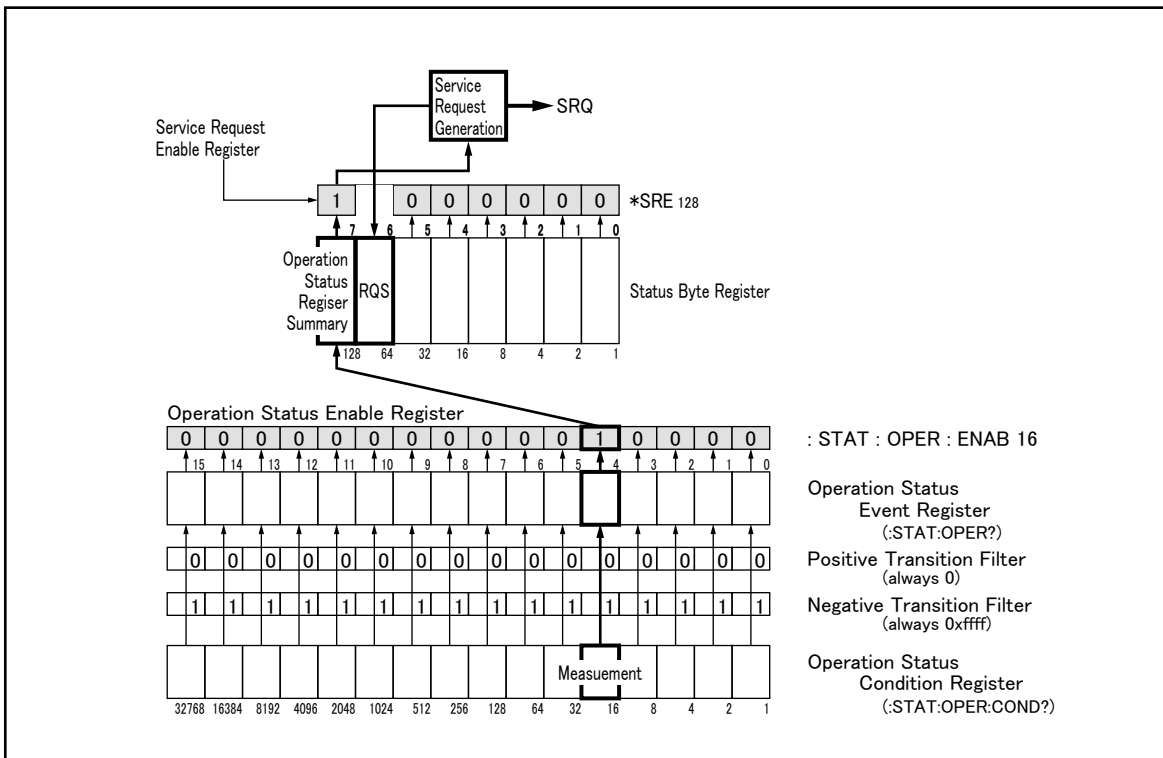 Service
Request
Generation
SRQ
Service Request
Enable Register
1 0 0 0 0 0 0
*SRE 128
7 6 5 4 3 2 1 0
Operation
Status
Regiser
Summary
RQS
Status Byte Register
128 64 32 16 8 4 2 1
Operation Status Enable Register
0 0 0 0 0 0 0 0 0 0 0 1 0 0 0 0
: STAT : OPER : ENAB 16
15 14 13 12 11 10 9 8 7 6 5 4 3 2 1 0
Operation Status
Event Register
(:STAT:OPER?)
0 0 0 0 0 0 0 0 0 0 0 0 0 0 0 0
Positive Transition Filter
(always 0)
1 1 1 1 1 1 1 1 1 1 1 1 1 1 1 1
Negative Transition Filter
(always 0xffff)
Measuement
Operation Status
Condition Register
(:STAT:OPER:COND?)
32768 16384 8192 4096 2048 1024 512 256 128 64 32 16 8 4 2 1